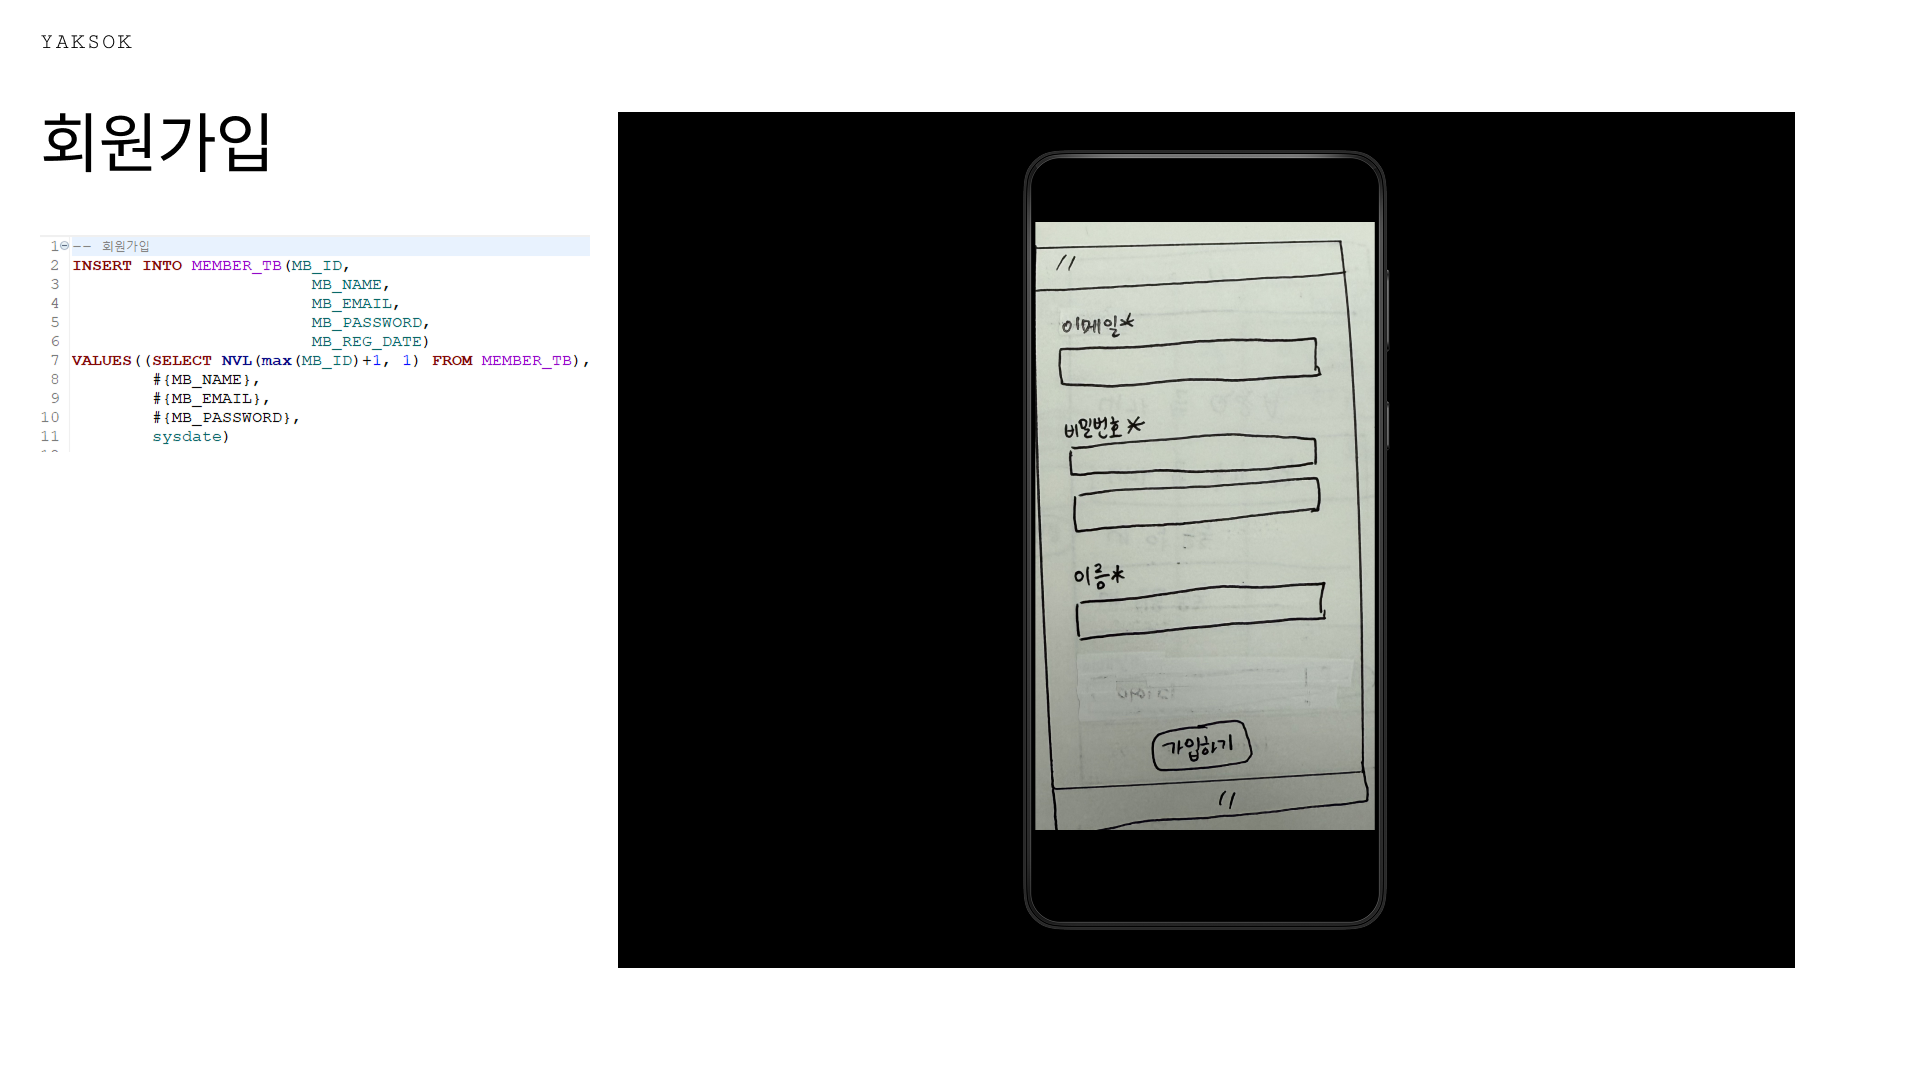 YAKSOK
회원가입
1 -- 회원가입
2 INSERT INTO MEMBER_TB(MB_ID,
3 MB_NAME,
4 MB_EMAIL,
5 MB_PASSWORD,
6 MB_REG_DATE)
7 VALUES((SELECT NVL(max(MB_ID)+1, 1) FROM MEMBER_TB),
8 #{MB_NAME},
9 #{MB_EMAIL},
10 #{MB_PASSWORD},
11 sysdate)
//
이메일*
비밀번호*
이름*
가입하기
//